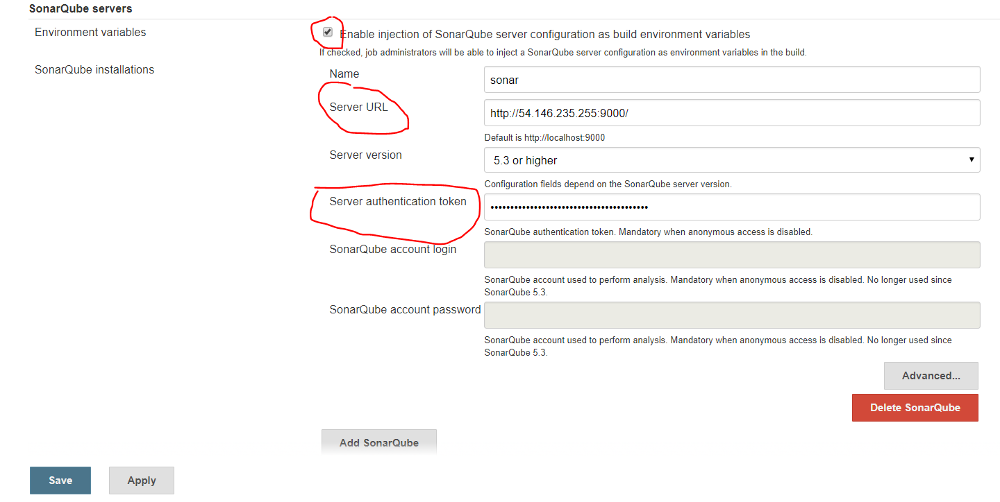 SonarQube servers
Environment variables
Enable injection of SonarQube server configuration as build environment variables
If checked, job administrators will be able to inject a SonarQube server configuration as environment variables in the build.
SonarQube installations
Name
sonar
Server URL
http://54.146.235.255:9000/
Default is http://localhost:9000
Server version
5.3 or higher
Configuration fields depend on the SonarQube server version.
Server authentication token
••••••••••••••••••••••••••••••••••••••••
SonarQube authentication token. Mandatory when anonymous access is disabled.
SonarQube account login
SonarQube account used to perform analysis. Mandatory when anonymous access is disabled. No longer used since
SonarQube 5.3.
SonarQube account password
SonarQube account used to perform analysis. Mandatory when anonymous access is disabled. No longer used since
SonarQube 5.3.
Advanced...
Delete SonarQube
Add SonarQube
Save
Apply